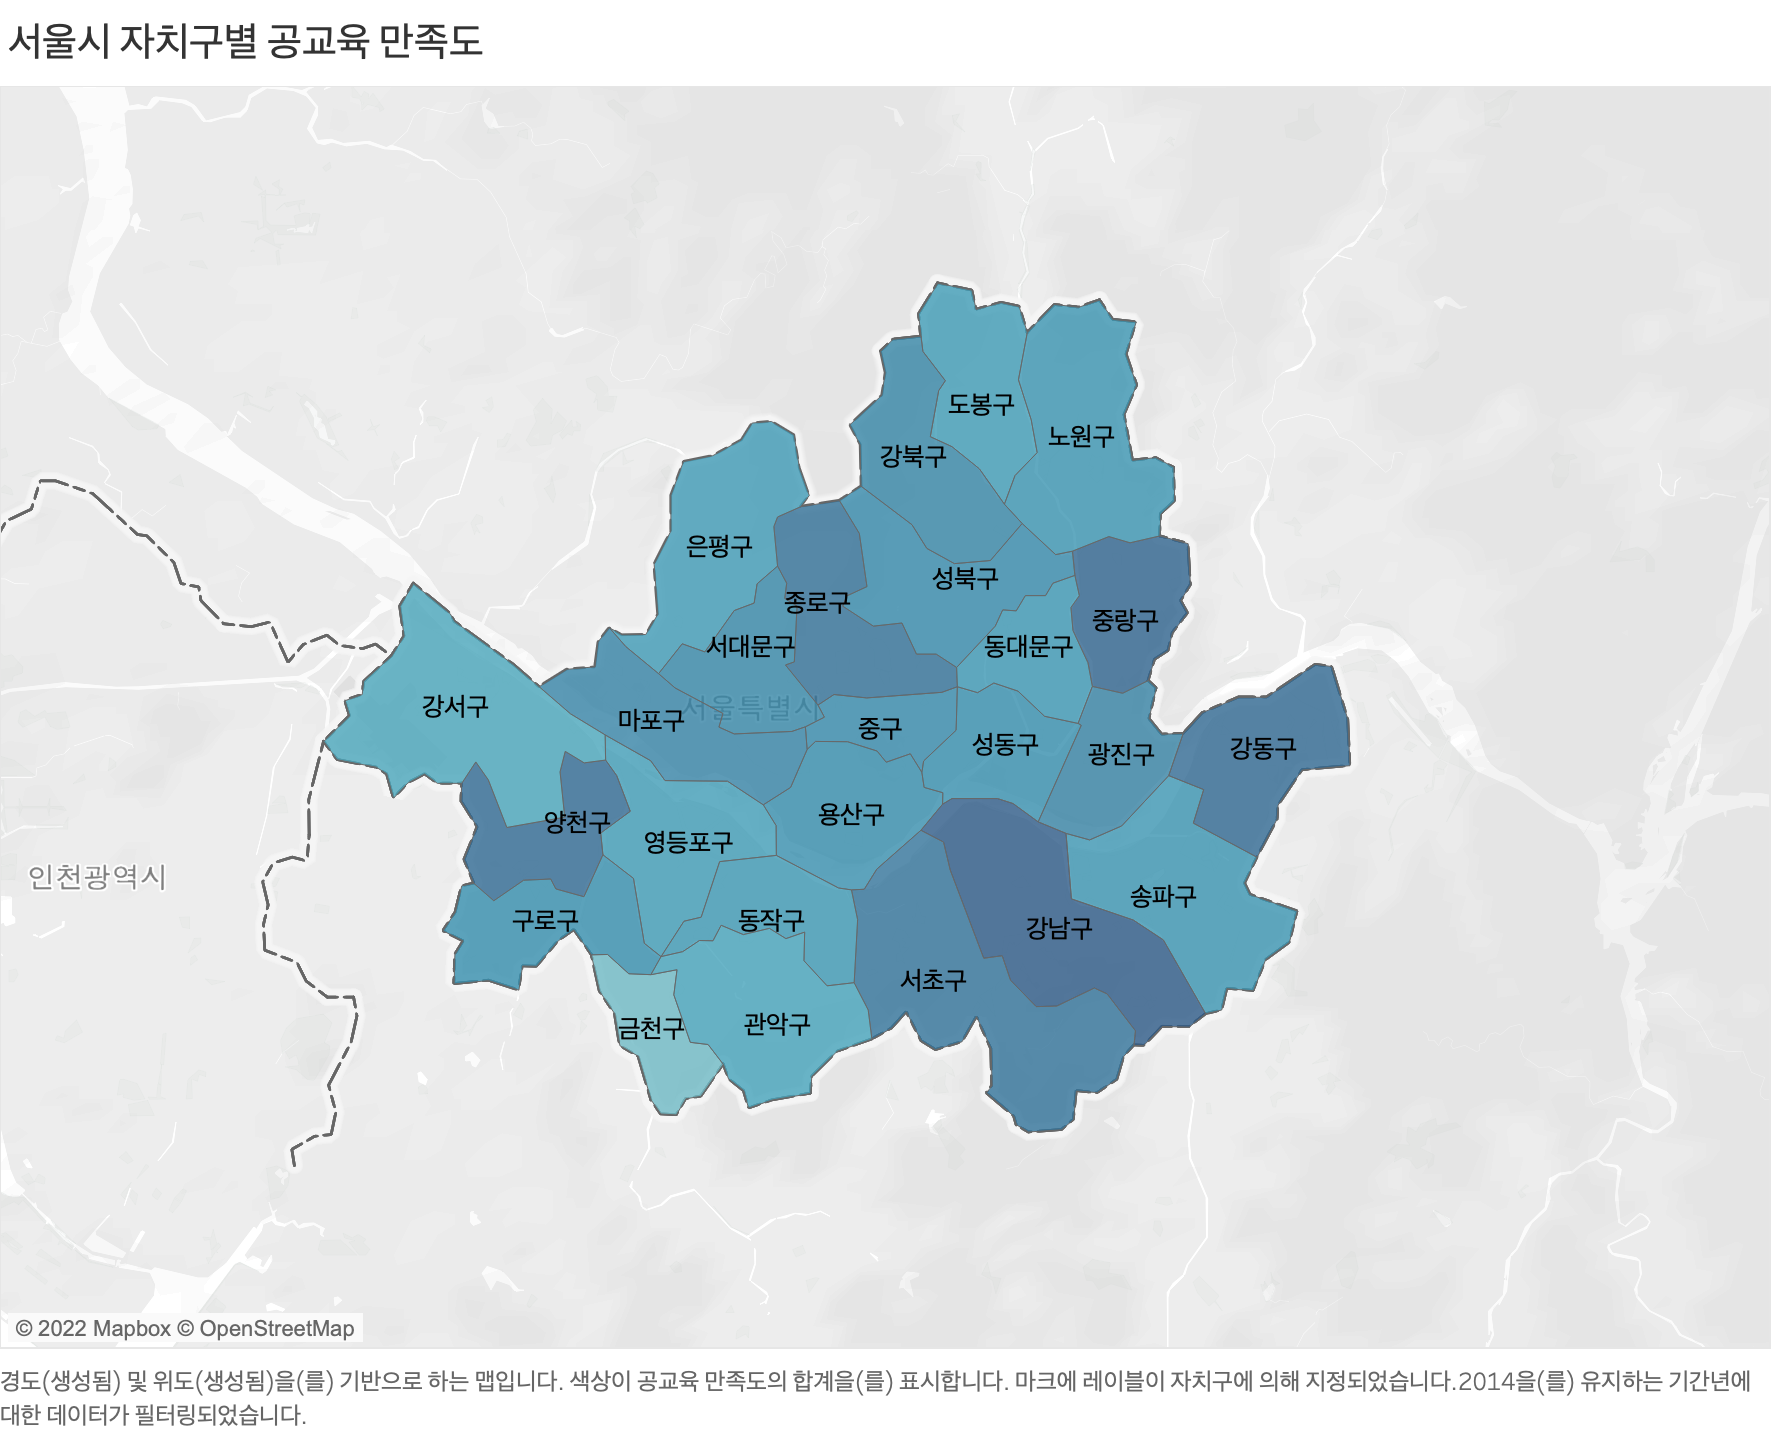 서울시 자치구별 공교육 만족도
도봉구
노원구
강북구
은평구
성북구
종로구
중랑구
서대문구
동대문구
강서구
서울특별시
마포구
중구
성동구
광진구
강동구
용산구
양천구
영등포구
인천광역시
송파구
구로구
동작구
강남구
서초구
관악구
금천구
© 2022 Mapbox © OpenStreetMap
경도(생성됨) 및 위도(생성됨)을(를) 기반으로 하는 맵입니다. 색상이 공교육 만족도의 합계을(를) 표시합니다. 마크에 레이블이 자치구에 의해 지정되었습니다.2014을(를) 유지하는 기간년에
대한 데이터가 필터링되었습니다.